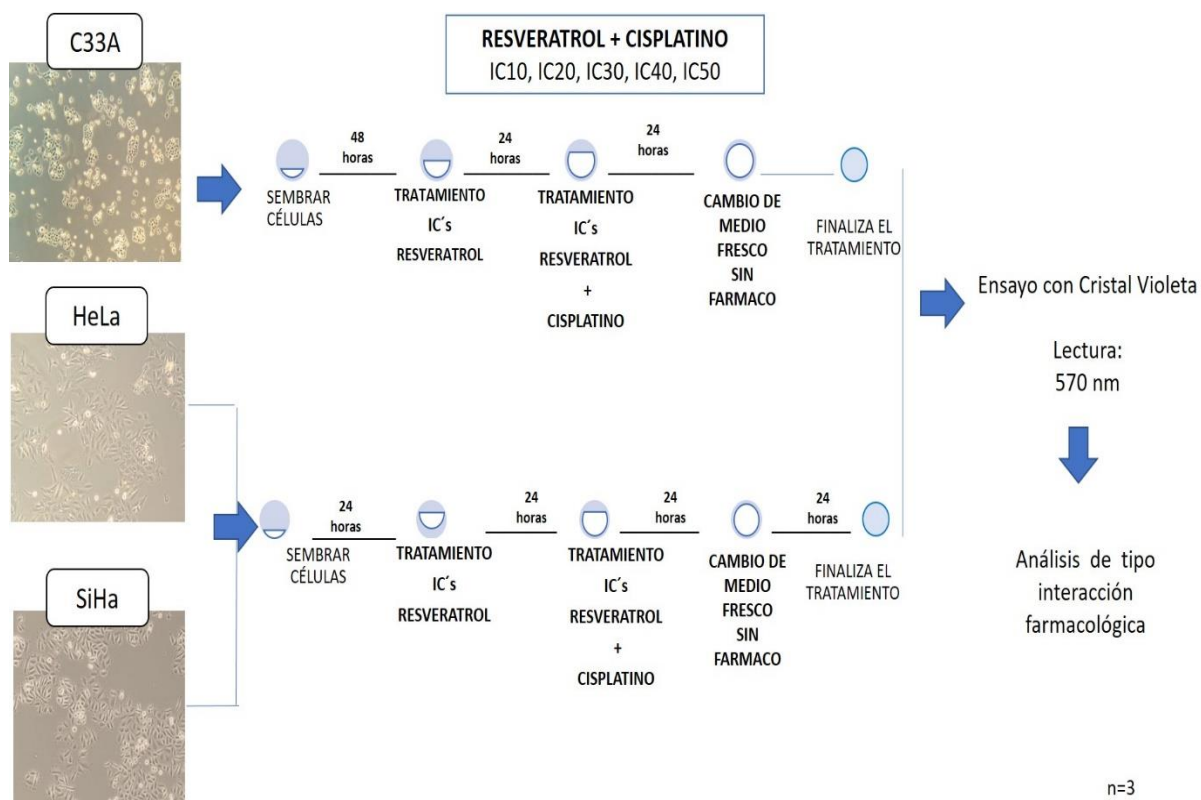 C33A
RESVERATROL + CISPLATINO
IC10, IC20, IC30, IC40, IC50
48
horas
24
horas
24
horas
SEMBRAR
CÉLULAS
TRATAMIENTO
IC´s
RESVERATROL
TRATAMIENTO
IC´s
RESVERATROL
+
CISPLATINO
CAMBIO DE
MEDIO
FRESCO
SIN
FARMACO
FINALIZA EL
TRATAMIENTO
HeLa
SiHa
24
horas
24
horas
24
horas
24
horas
SEMBRAR
CÉLULAS
TRATAMIENTO
IC´s
RESVERATROL
TRATAMIENTO
IC´s
RESVERATROL
+
CISPLATINO
CAMBIO DE
MEDIO
FRESCO
SIN
FARMACO
FINALIZA EL
TRATAMIENTO
Ensayo con Cristal Violeta
Lectura:
570 nm
Análisis de tipo
interacción
farmacológica
n=3